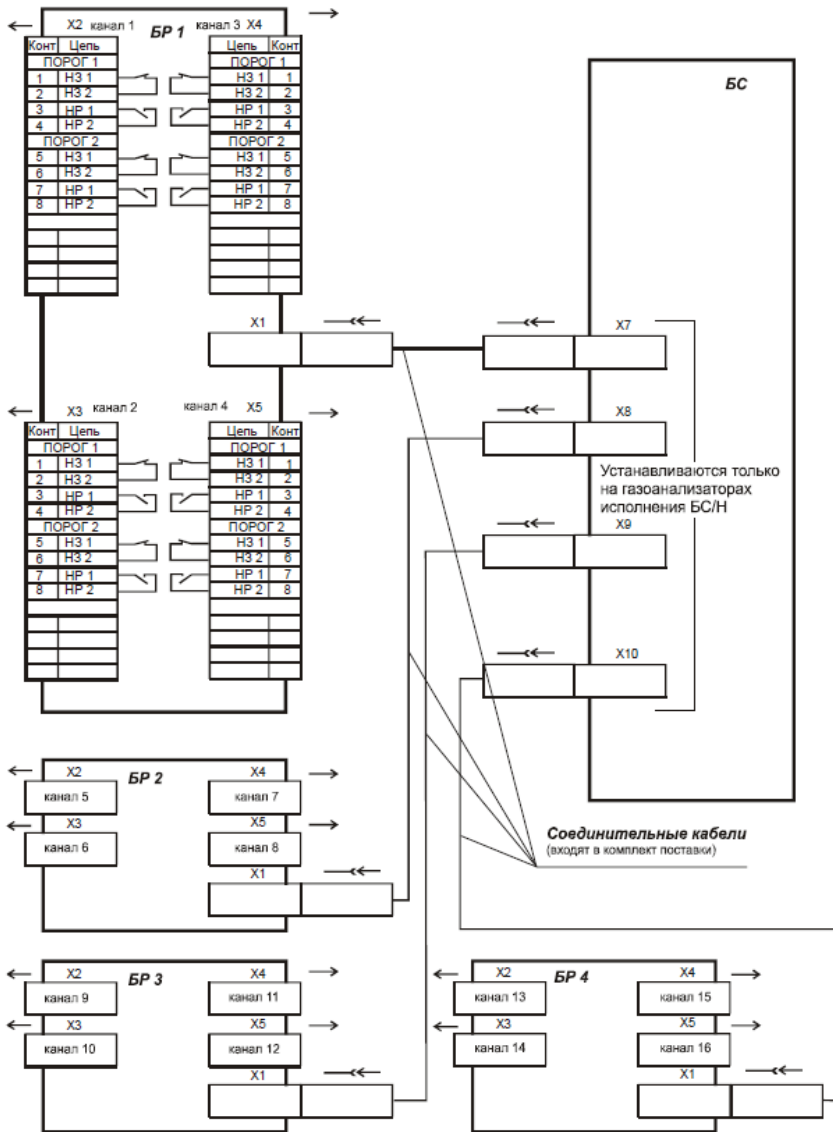 X2 канал 1 БР 1 канал 3 X4
Конт Цепь
ПОРОГ 1
1 НЗ 1
2 НЗ 2
3 НР 1
4 НР 2
ПОРОГ 2
5 НЗ 1
6 НЗ 2
7 НР 1
8 НР 2
Цепь Конт
ПОРОГ 1
НЗ 1 1
НЗ 2 2
НР 1 3
НР 2 4
ПОРОГ 2
НЗ 1 5
НЗ 2 6
НР 1 7
НР 2 8
X1
X3 канал 2 канал 4 X5
Конт Цепь
ПОРОГ 1
1 НЗ 1
2 НЗ 2
3 НР 1
4 НР 2
ПОРОГ 2
5 НЗ 1
6 НЗ 2
7 НР 1
8 НР 2
Цепь Конт
ПОРОГ 1
НЗ 1 1
НЗ 2 2
НР 1 3
НР 2 4
ПОРОГ 2
НЗ 1 5
НЗ 2 6
НР 1 7
НР 2 8
БС
X7
X8
Устанавливаются только
на газоанализаторах
исполнения БС/Н
X9
X10
Соединительные кабели
(входят в комплект поставки)
X2 БР 2 X4
канал 5 канал 7
X3 X5
канал 6 канал 8
X1
X2 БР 3 X4
канал 9 канал 11
X3 X5
канал 10 канал 12
X1
X2 БР 4 X4
канал 13 канал 15
X3 X5
канал 14 канал 16
X1